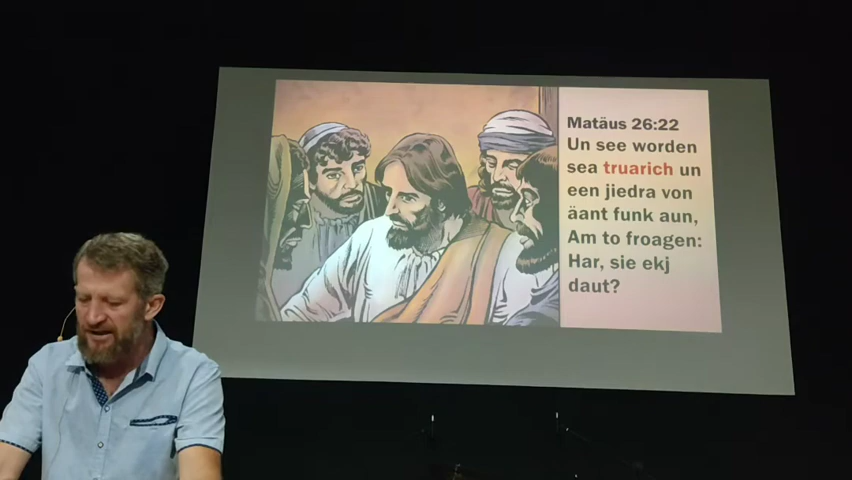 Matäus 26:22
Un see worden
sea truarich un
een jiedra von
äant funk aun,
Am to froagen:
Har, sie ekj
daut?